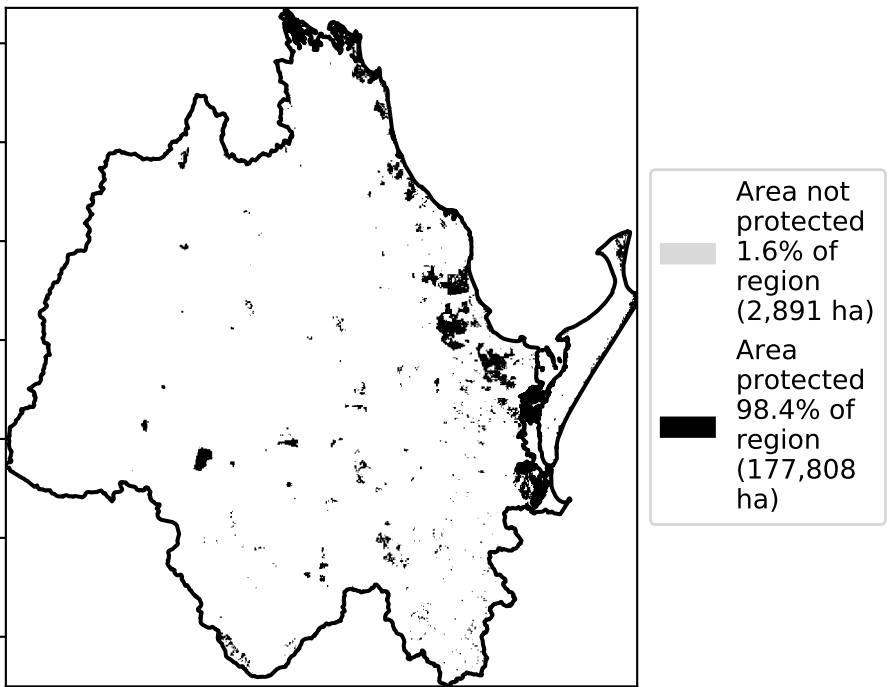 Area not
protected
1.6% of
region
(2,891 ha)
Area
protected
98.4% of
region
(177,808
ha)